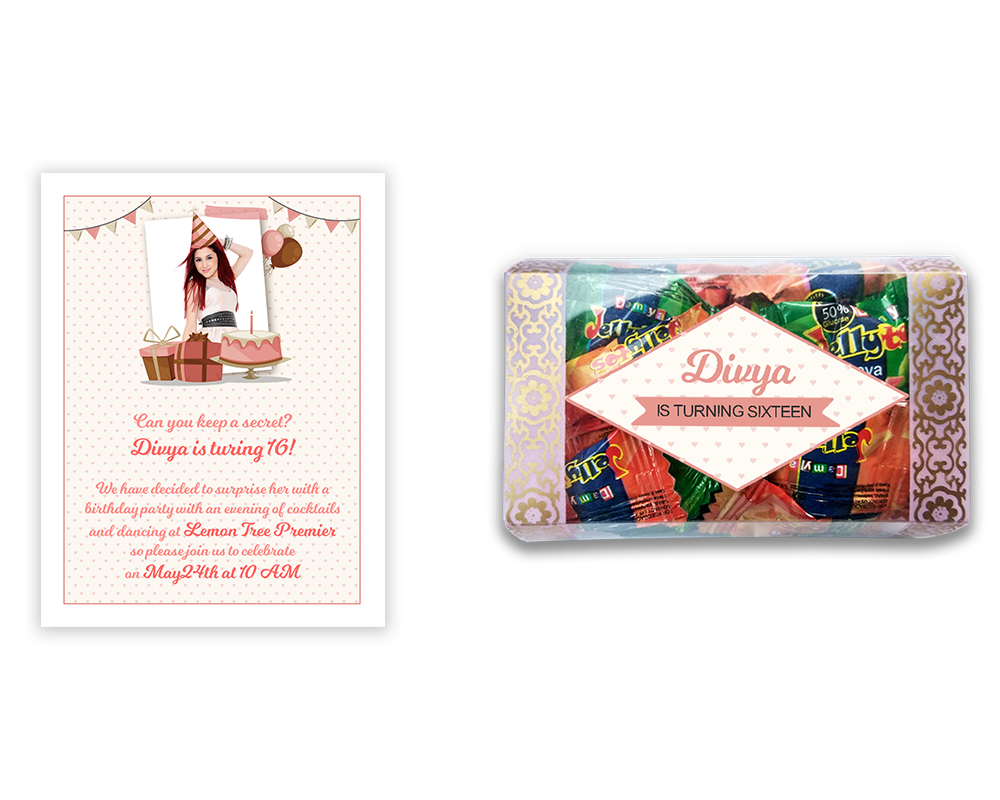 Can you keep a secret?
Divya is turing 16!
We have decided to surprise her with a
birthday party with an evening of cocktails
and dancing at Lemon Tree Premier
so please join us to celebrate
on May24th at 10 AM
Divya
IS TURNING SIXTEEN
50%